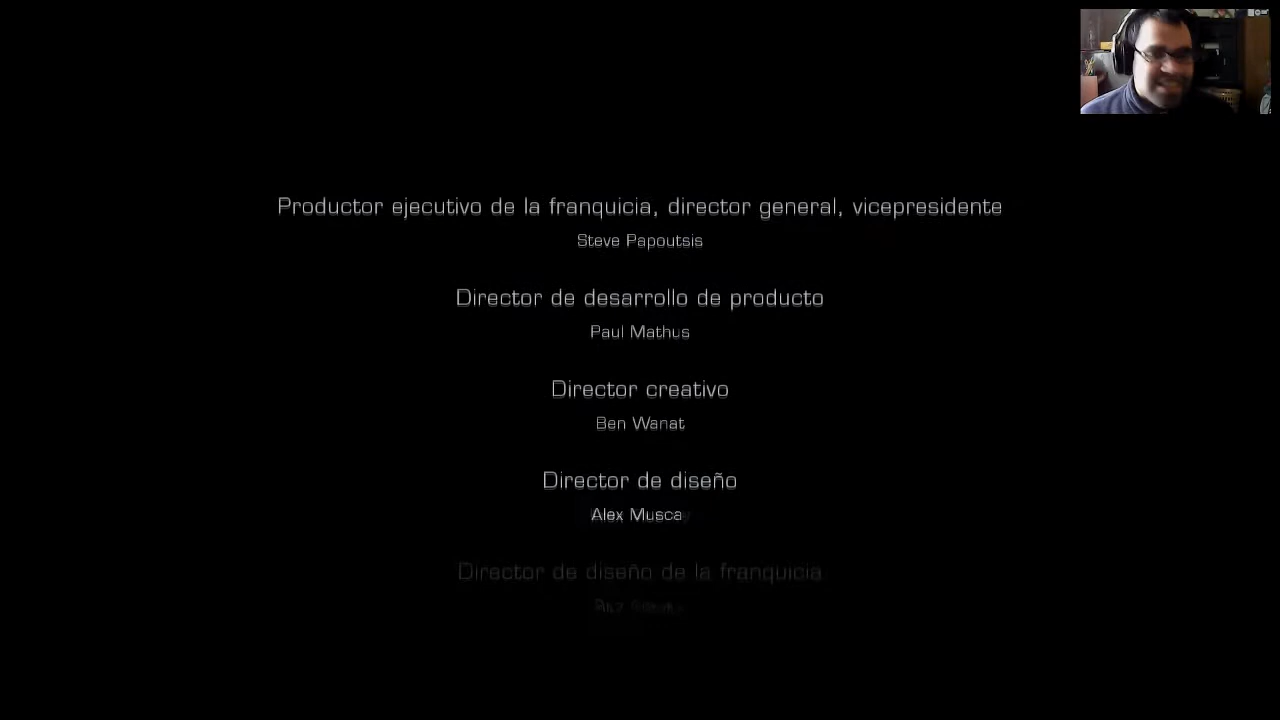 Productor ejecutivo de la franquicia, director general, vicepresidente
Steve Papoutsis
Director de desarrollo de producto
Paul Mathus
Director creativo
Ben Wanat
Director de diseño
Alex Musca
Director de diseño de la franquicia